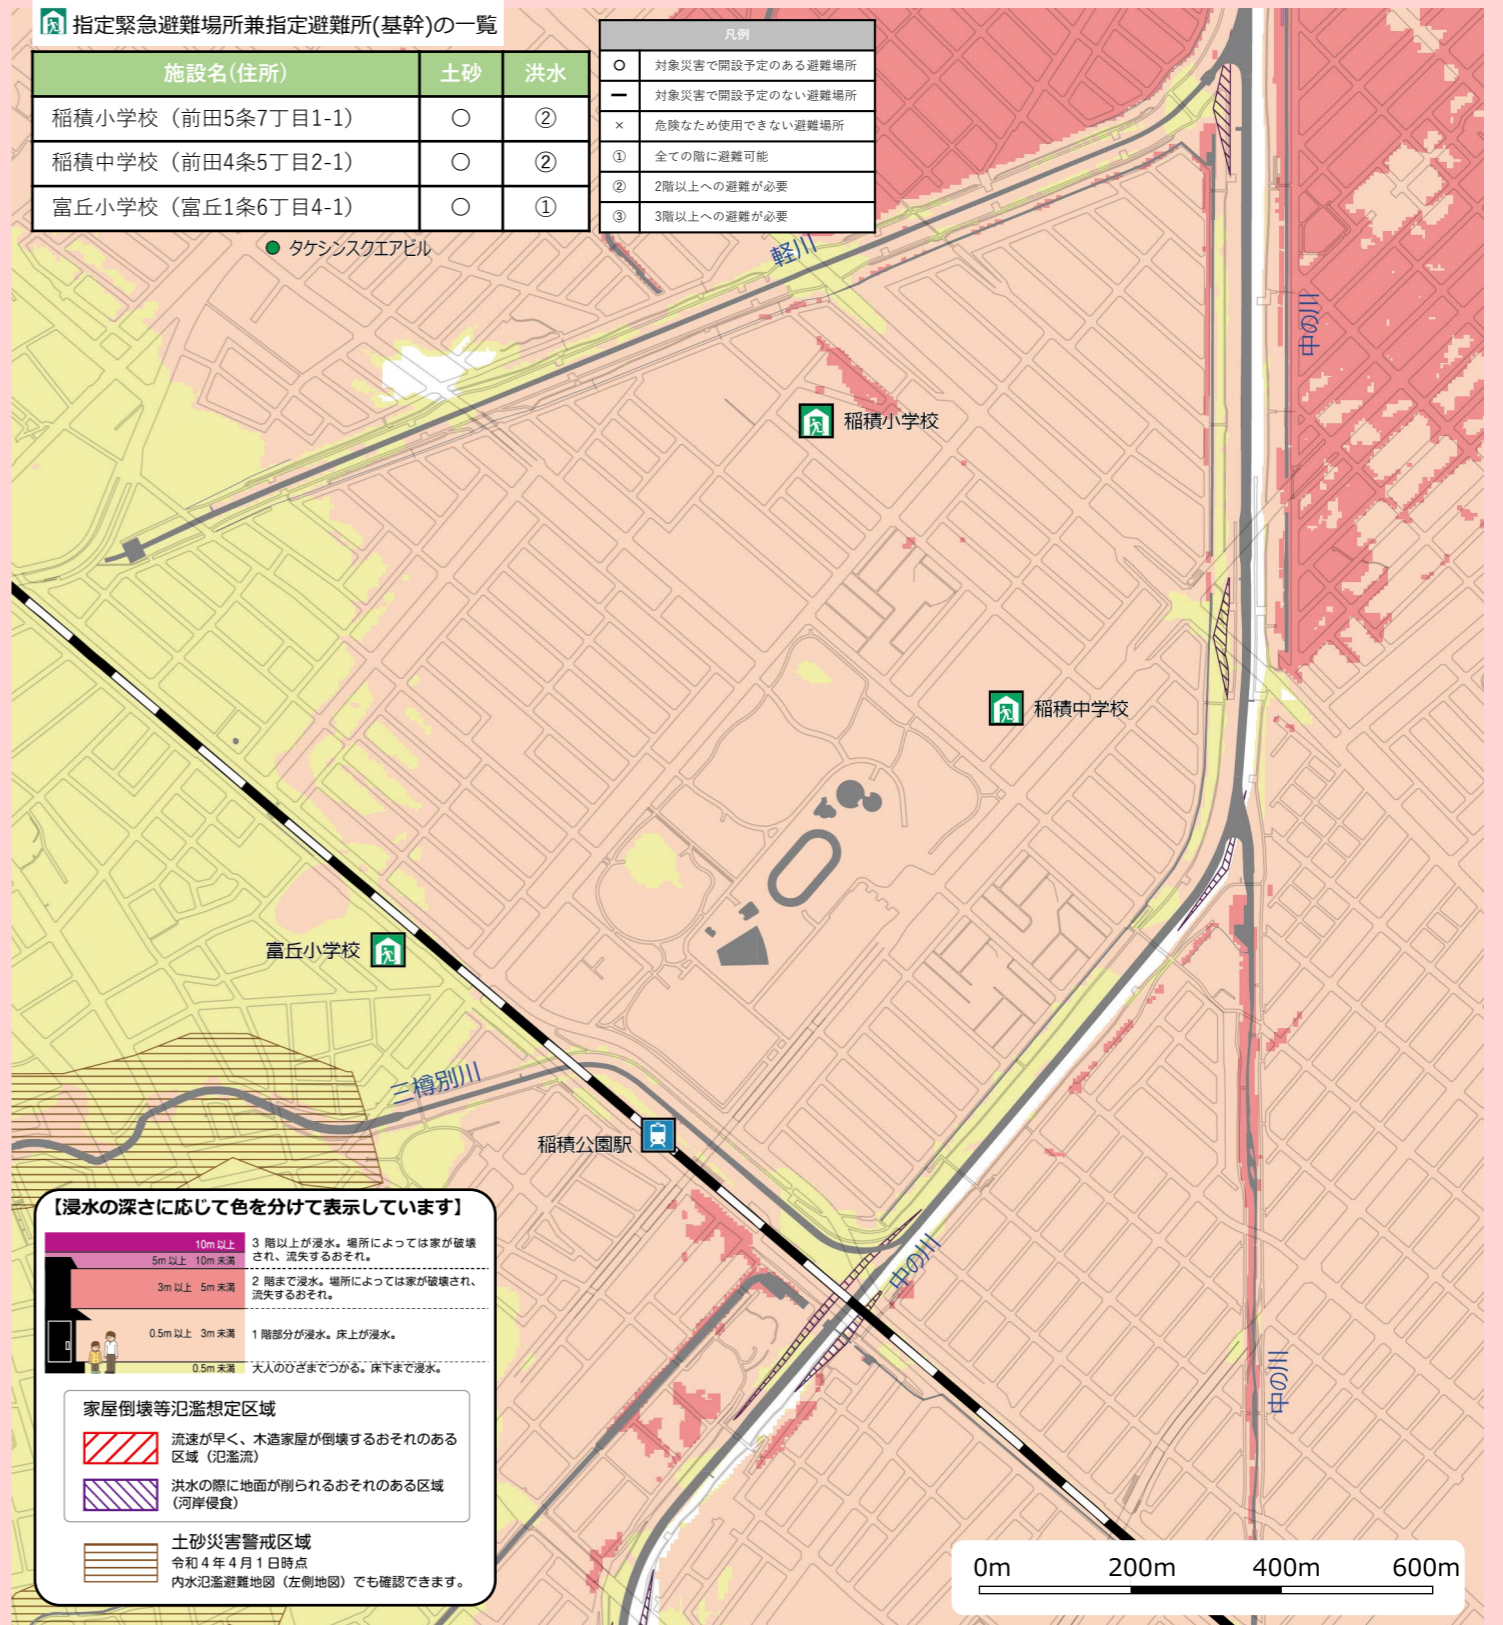 指定緊急避難場所兼指定避難所(基幹)の一覧
施設名(住所) 土砂 洪水
稲積小学校（前田5条7丁目1-1） ○ ②
稲積中学校（前田4条5丁目2-1） ○ ②
富丘小学校（富丘1条6丁目4-1） ○ ①
凡例
○ 対象災害で開設予定のある避難場所
ー 対象災害で開設予定のない避難場所
× 危険なため使用できない避難場所
① 全ての階に避難可能
② 2階以上への避難が必要
③ 3階以上への避難が必要
タケシンスクエアビル
軽川
中の川
稲積小学校
稲積中学校
富丘小学校
三樽別川
稲積公園駅
中の川
中の川
【浸水の深さに応じて色を分けて表示しています】
10m 以上
3 階以上が浸水。場所によっては家が破壊
され、流失するおそれ。
5m 以上 10m 未満
3m 以上 5m 未満
2 階まで浸水。場所によっては家が破壊され、
流失するおそれ。
0.5m 以上 3m 未満
1 階部分が浸水。床上が浸水。
0.5m 未満
大人のひざまでつかる。床下まで浸水。
家屋倒壊等氾濫想定区域
流速が早く、木造家屋が倒壊するおそれのある
区域（氾濫流）
洪水の際に地面が削られるおそれのある区域
（河岸侵食）
土砂災害警戒区域
令和 4 年 4 月 1 日時点
内水氾濫避難地図（左側地図）でも確認できます。
0m 200m 400m 600m